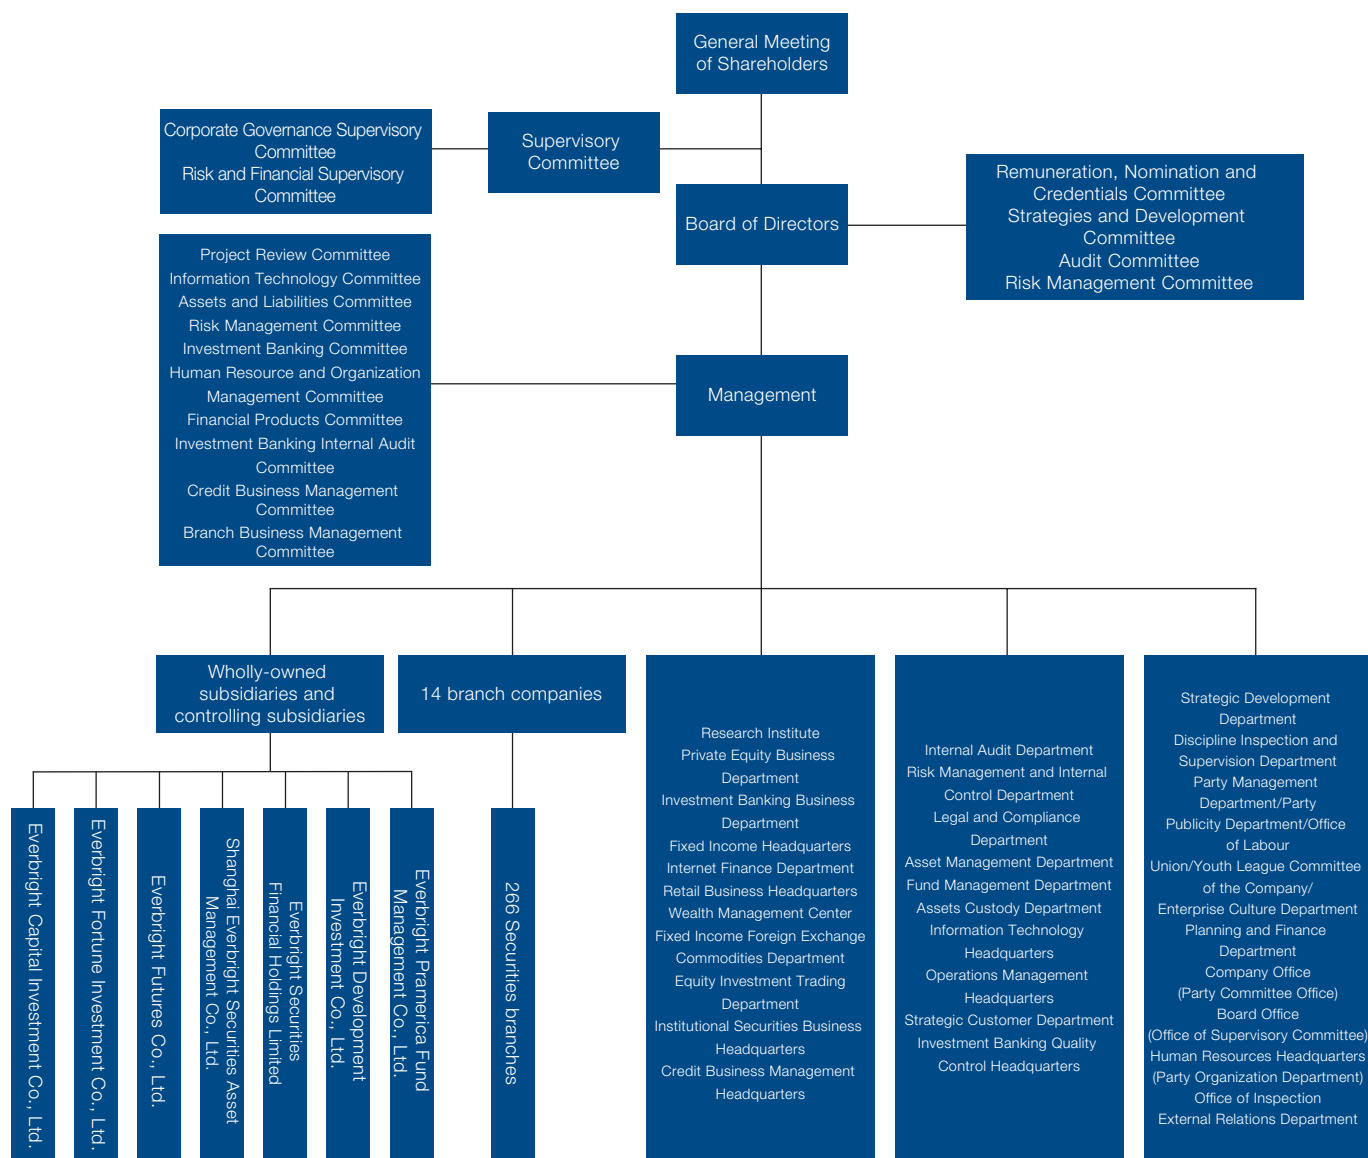 General Meeting
of Shareholders
Corporate Governance Supervisory
Committee
Risk and Financial Supervisory
Committee
Supervisory
Committee
Remuneration, Nomination and
Credentials Committee
Strategies and Development
Committee
Audit Committee
Risk Management Committee
Board of Directors
Project Review Committee
Information Technology Committee
Assets and Liabilities Committee
Risk Management Committee
Investment Banking Committee
Human Resource and Organization
Management Committee
Financial Products Committee
Investment Banking Internal Audit
Committee
Credit Business Management
Committee
Branch Business Management
Committee
Management
Wholly-owned
subsidiaries and
controlling subsidiaries
14 branch companies
Everbright Capital Investment Co., Ltd.
Everbright Fortune Investment Co., Ltd.
Everbright Futures Co., Ltd.
Shanghai Everbright Securities Asset
Management Co., Ltd.
Everbright Securities
Financial Holdings Limited
Everbright Development
Investment Co., Ltd.
Everbright Pramerica Fund
Management Co., Ltd.
266 Securities branches
Research Institute
Private Equity Business
Department
Investment Banking Business
Department
Fixed Income Headquarters
Internet Finance Department
Retail Business Headquarters
Wealth Management Center
Fixed Income Foreign Exchange
Commodities Department
Equity Investment Trading
Department
Institutional Securities Business
Headquarters
Credit Business Management
Headquarters
Internal Audit Department
Risk Management and Internal
Control Department
Legal and Compliance
Department
Asset Management Department
Fund Management Department
Assets Custody Department
Information Technology
Headquarters
Operations Management
Headquarters
Strategic Customer Department
Investment Banking Quality
Control Headquarters
Strategic Development
Department
Discipline Inspection and
Supervision Department
Party Management
Department/Party
Publicity Department/Office
of Labour
Union/Youth League Committee
of the Company/
Enterprise Culture Department
Planning and Finance
Department
Company Office
(Party Committee Office)
Board Office
(Office of Supervisory Committee)
Human Resources Headquarters
(Party Organization Department)
Office of Inspection
External Relations Department